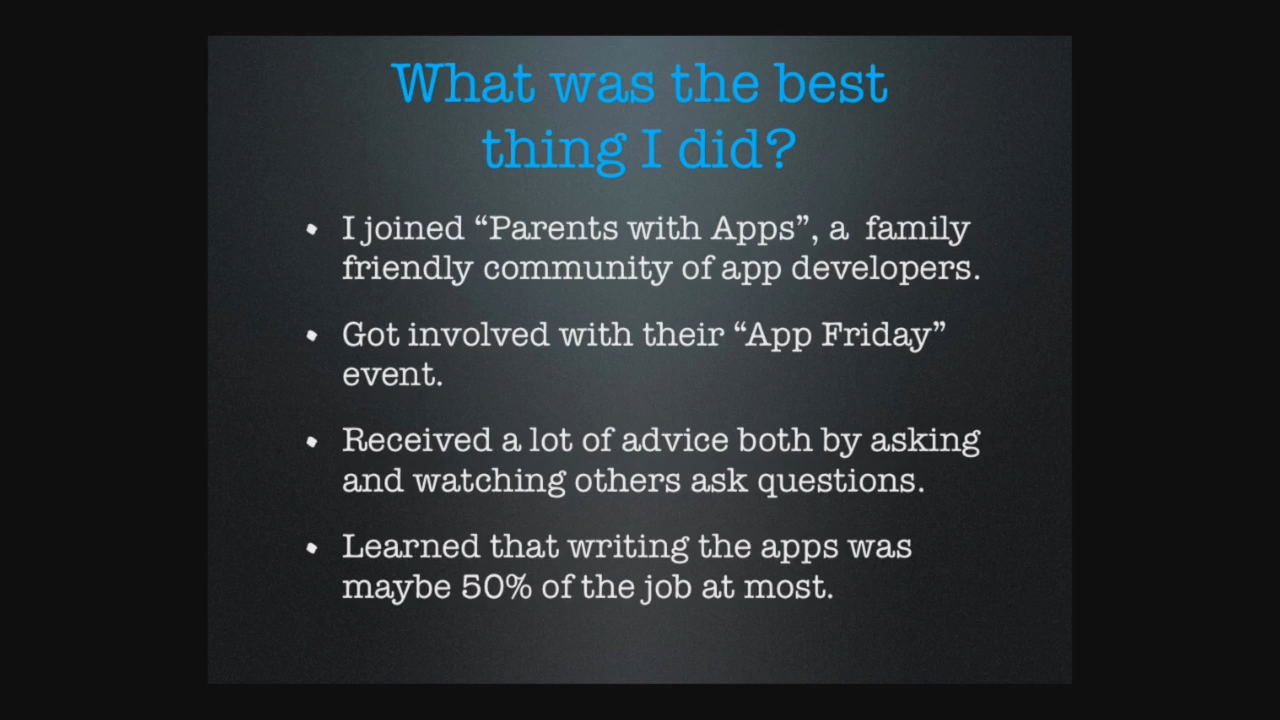 What was the best
thing I did?
• I joined “Parents with Apps”, a family
friendly community of app developers.
• Got involved with their “App Friday”
event.
• Received a lot of advice both by asking
and watching others ask questions.
• Learned that writing the apps was
maybe 50% of the job at most.